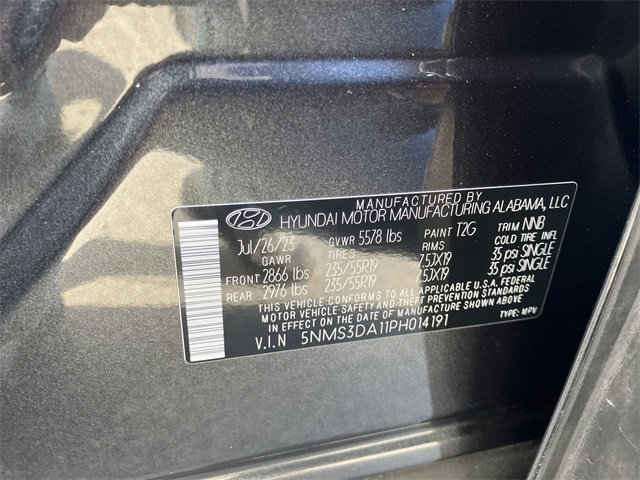 MANUFACTURED BY
HYUNDAI MOTOR MANUFACTURING ALABAMA, LLC
Jul/26/23 GVWR 5578 lbs PAINT T2G TRIM NNB
GAWR TIRES RIMS COLD TIRE INFL
FRONT 2866 lbs 235/55R19 7.5JX19 35 psi SINGLE
REAR 2976 lbs 235/55R19 7.5JX19 35 psi SINGLE
THIS VEHICLE CONFORMS TO ALL APPLICABLE U.S.A. FEDERAL
MOTOR VEHICLE SAFETY AND THEFT PREVENTION STANDARDS
IN EFFECT ON THE DATE OF MANUFACTURE SHOWN ABOVE.
V.I.N 5NMS3DA11PH014191 TYPE: MPV